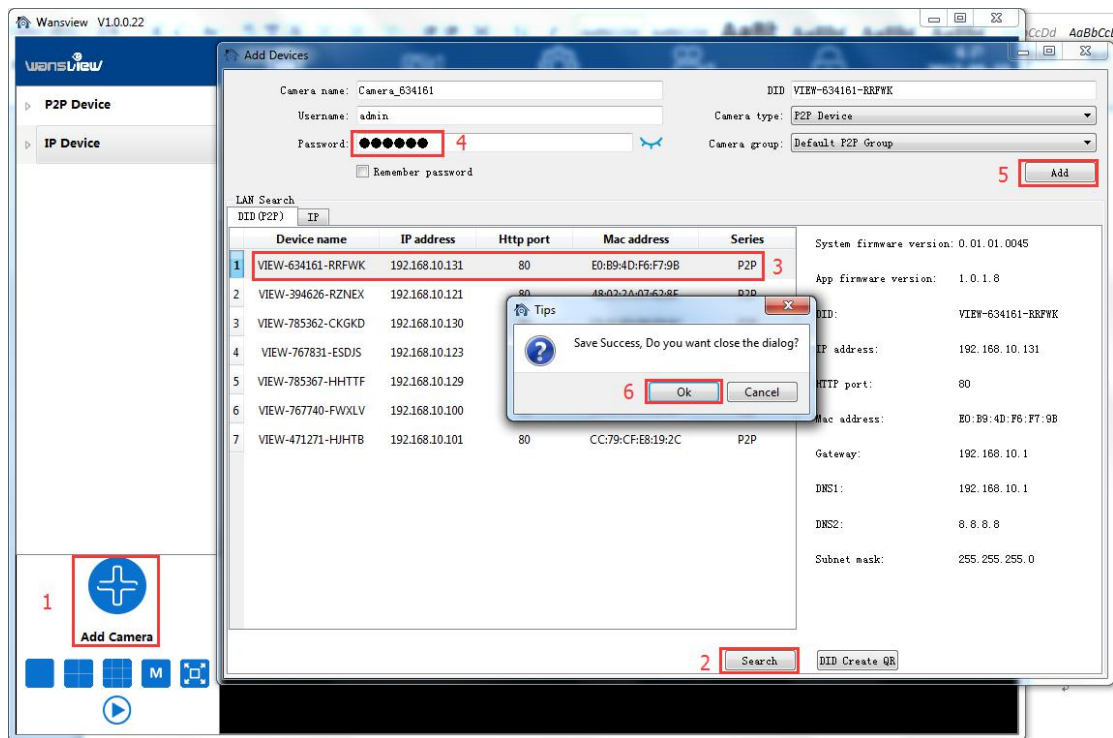 Wansview V1.0.0.22
CcDd AaBbCcD
wansview
Add Devices
P2P Device
IP Device
Camera name: Camera_634161
DID VIEW-634161-RRFWK
Username: admin
Camera type: P2P Device
Password: ●●●●●● 4
Camera group: Default P2P Group
Remember password
5 Add
LAN Search
DID(P2P) IP
Device name IP address Http port Mac address Series
1 VIEW-634161-RRFWK 192.168.10.131 80 E0:B9:4D:F6:F7:9B P2P 3
2 VIEW-394626-RZNEX 192.168.10.121 80 48:02:2A:07:62:8F P2P
3 VIEW-785362-CKGKD 192.168.10.130
4 VIEW-767831-ESDJS 192.168.10.123
5 VIEW-785367-HHTTF 192.168.10.129
6 VIEW-767740-FWXLV 192.168.10.100
7 VIEW-471271-HJHTB 192.168.10.101 80 CC:79:CF:E8:19:2C P2P
System firmware version: 0.01.01.0045
App firmware version: 1.0.1.8
DID: VIEW-634161-RRFWK
IP address: 192.168.10.131
HTTP port: 80
Mac address: E0:B9:4D:F6:F7:9B
Gateway: 192.168.10.1
DNS1: 192.168.10.1
DNS2: 8.8.8.8
Subnet mask: 255.255.255.0
Tips
Save Success, Do you want close the dialog?
6 Ok Cancel
1
Add Camera
M
2 Search DID Create QR